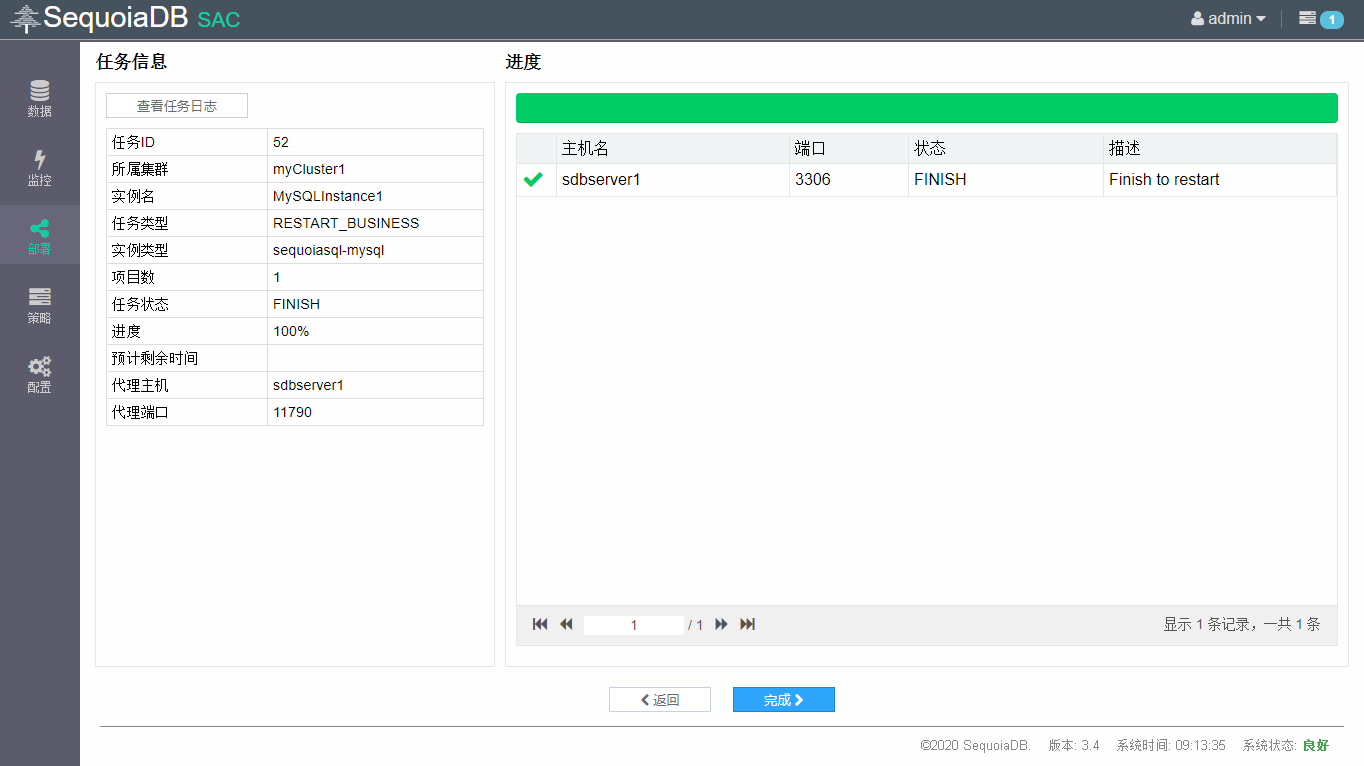 SequoiaDB SAC
admin
1
数据
监控
部署
策略
配置
任务信息
查看任务日志
任务ID 52
所属集群 myCluster1
实例名 MySQLInstance1
任务类型 RESTART_BUSINESS
实例类型 sequoiasql-mysql
项目数 1
任务状态 FINISH
进度 100%
预计剩余时间
代理主机 sdbserver1
代理端口 11790
进度
主机名 端口 状态 描述
sdbserver1 3306 FINISH Finish to restart
1 / 1
显示 1 条记录，一共 1 条
返回
完成
©2020 SequoiaDB. 版本: 3.4 系统时间: 09:13:35 系统状态: 良好